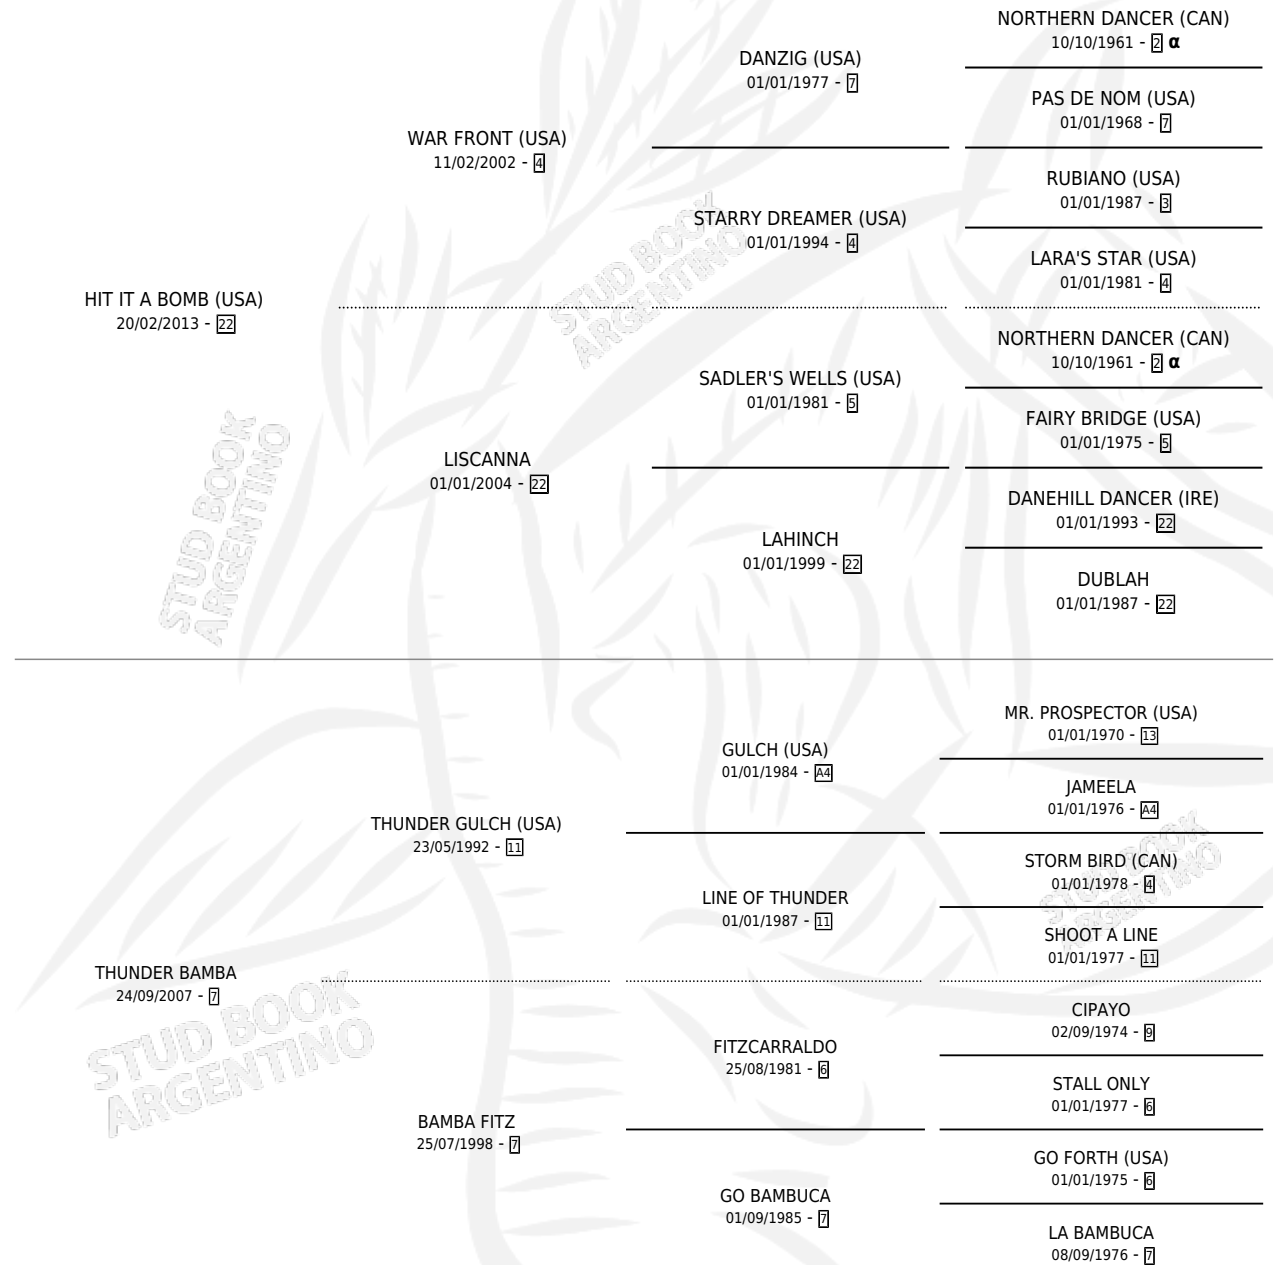 NORTHERN DANCER (CAN)
10/10/1961 - 2 α
DANZIG (USA)
01/01/1977 - 7
PAS DE NOM (USA)
01/01/1968 - 7
WAR FRONT (USA)
11/02/2002 - 4
RUBIANO (USA)
01/01/1987 - 3
STARRY DREAMER (USA)
01/01/1994 - 4
LARA'S STAR (USA)
01/01/1981 - 4
HIT IT A BOMB (USA)
20/02/2013 - 22
NORTHERN DANCER (CAN)
10/10/1961 - 2 α
SADLER'S WELLS (USA)
01/01/1981 - 5
FAIRY BRIDGE (USA)
01/01/1975 - 5
LISCANNA
01/01/2004 - 22
DANEHILL DANCER (IRE)
01/01/1993 - 22
LAHINCH
01/01/1999 - 22
DUBLAH
01/01/1987 - 22
STUD BOOK
ARGENTINO
STUD BOOK
ARGENTINO
MR. PROSPECTOR (USA)
01/01/1970 - 13
GULCH (USA)
01/01/1984 - A4
JAMEELA
01/01/1976 - A4
THUNDER GULCH (USA)
23/05/1992 - 11
STORM BIRD (CAN)
01/01/1978 - 4
LINE OF THUNDER
01/01/1987 - 11
SHOOT A LINE
01/01/1977 - 11
THUNDER BAMBA
24/09/2007 - 7
CIPAYO
02/09/1974 - 9
FITZCARRALDO
25/08/1981 - 6
STALL ONLY
01/01/1977 - 6
BAMBA FITZ
25/07/1998 - 7
GO FORTH (USA)
01/01/1975 - 6
GO BAMBUCA
01/09/1985 - 7
LA BAMBUCA
08/09/1976 - 7
STUD BOOK
ARGENTINO
STUD BOOK
ARGENTINO